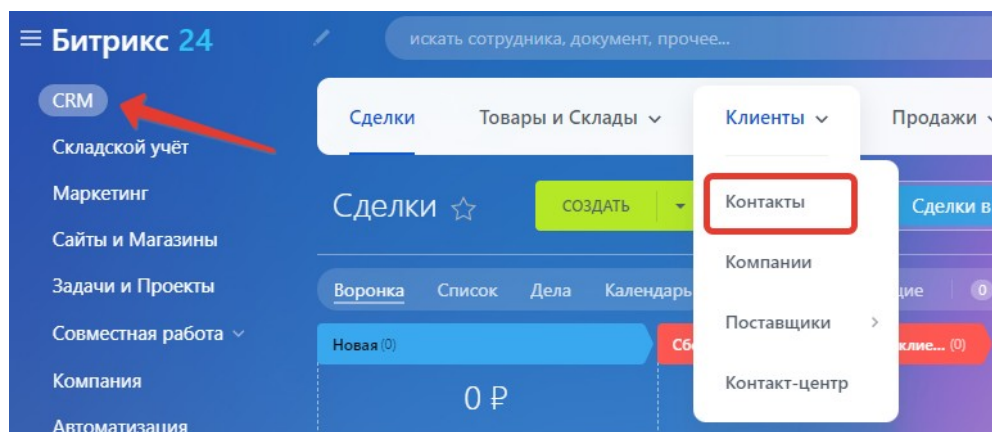 Битрикс 24
искать сотрудника, документ, прочее...
CRM
Складской учёт
Маркетинг
Сайты и Магазины
Задачи и Проекты
Совместная работа
Компания
Автоматизация
Сделки Товары и Склады Клиенты Продажи
Сделки СОЗДАТЬ Сделки в
Контакты
Компании
Поставщики
Контакт-центр
Воронка Список Дела Календарь 0
Новая (0) (0)
0 ₽